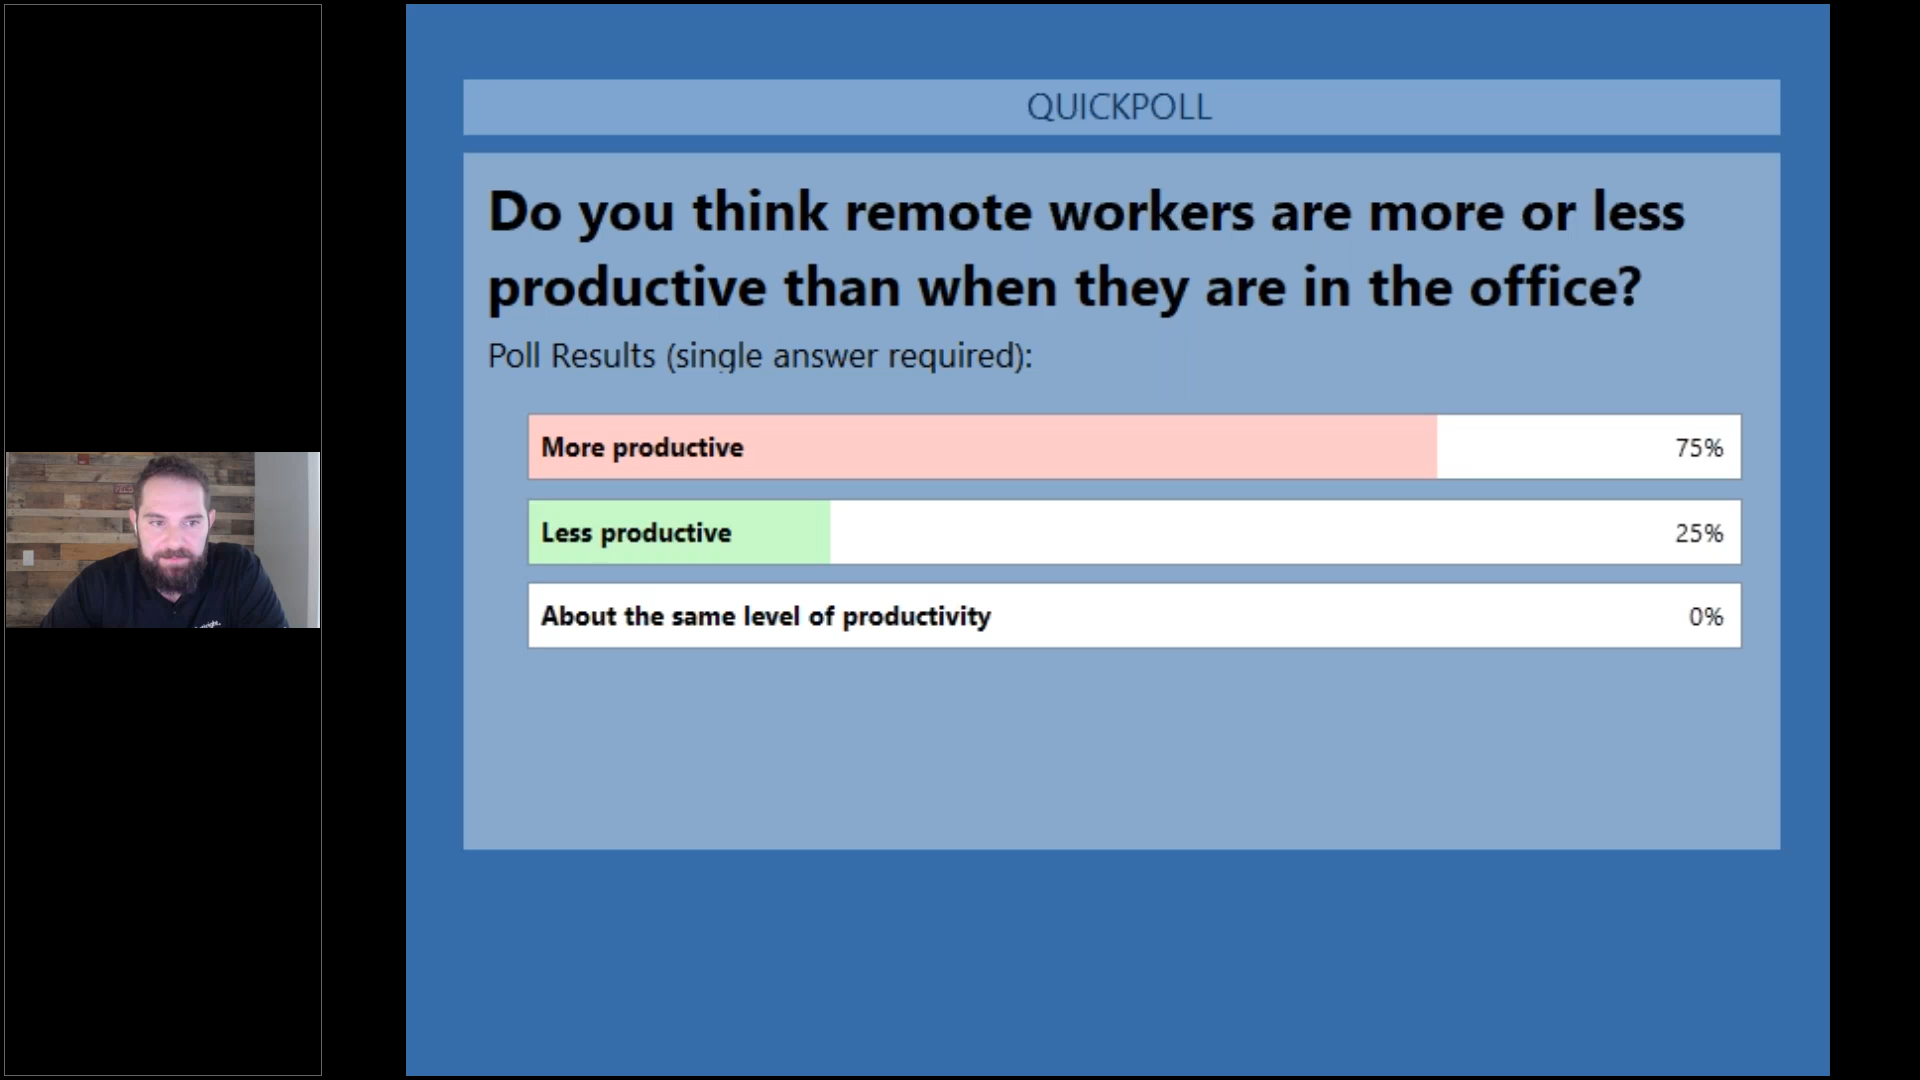 QUICKPOLL
Do you think remote workers are more or less
productive than when they are in the office?
Poll Results (single answer required):
More productive 75%
Less productive 25%
About the same level of productivity 0%